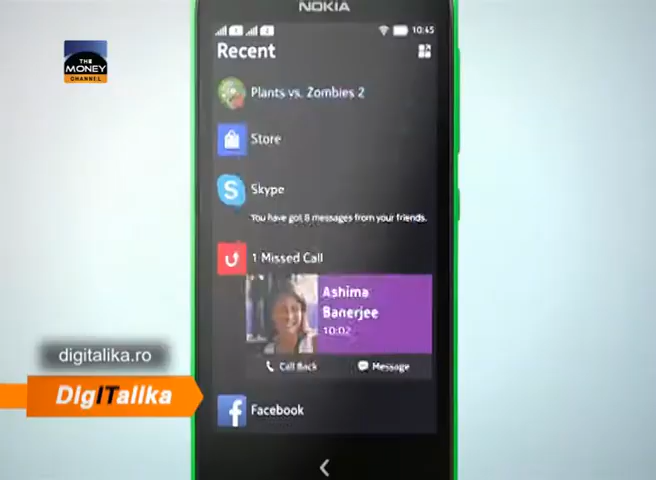 NOKIA
10:45
Recent
THE
MONEY
CHANNEL
Plants vs. Zombies 2
Store
Skype
You have got 8 messages from your friends.
1 Missed Call
Ashima
Banerjee
10:02
Call Back
Message
digitalika.ro
DigITalika
Facebook